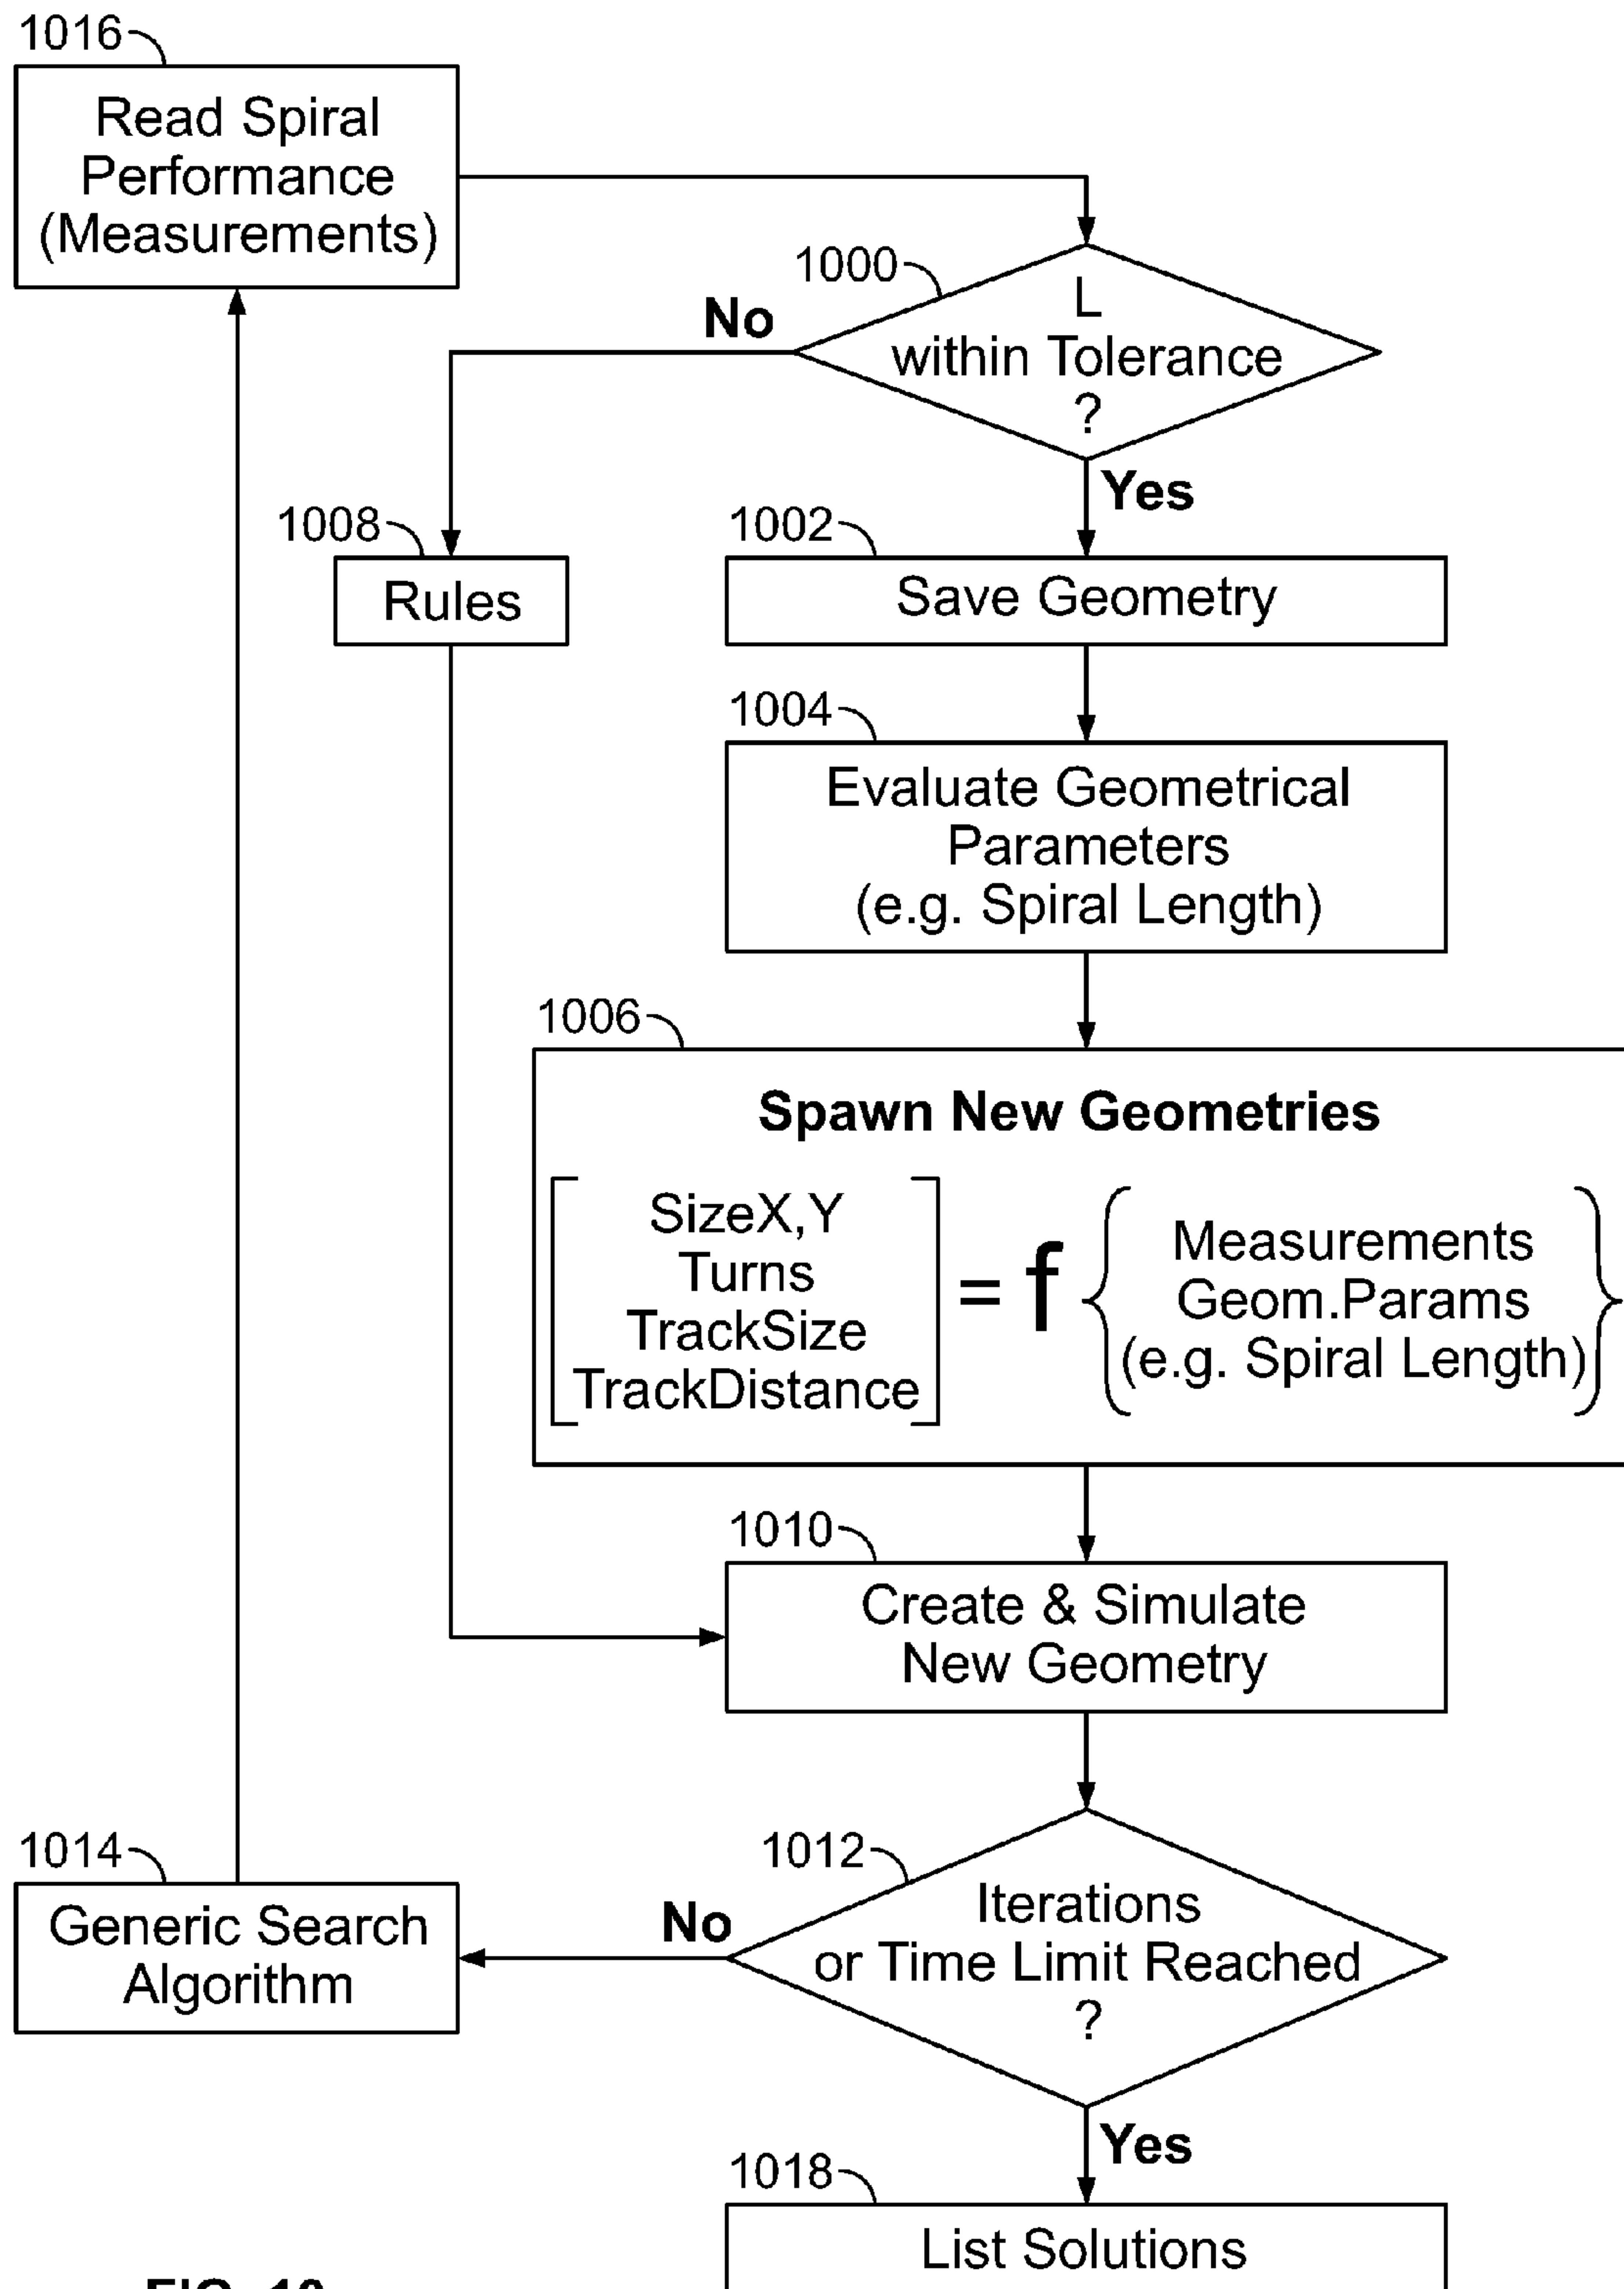 1016
Read Spiral
Performance
(Measurements)
1000
L
within Tolerance
?
No
Yes
1008
Rules
1002
Save Geometry
1004
Evaluate Geometrical
Parameters
(e.g. Spiral Length)
1006
Spawn New Geometries
SizeX,Y
Turns
TrackSize
TrackDistance
= f
Measurements
Geom.Params
(e.g. Spiral Length)
1010
Create & Simulate
New Geometry
1012
Iterations
or Time Limit Reached
?
No
Yes
1014
Generic Search
Algorithm
1018
List Solutions